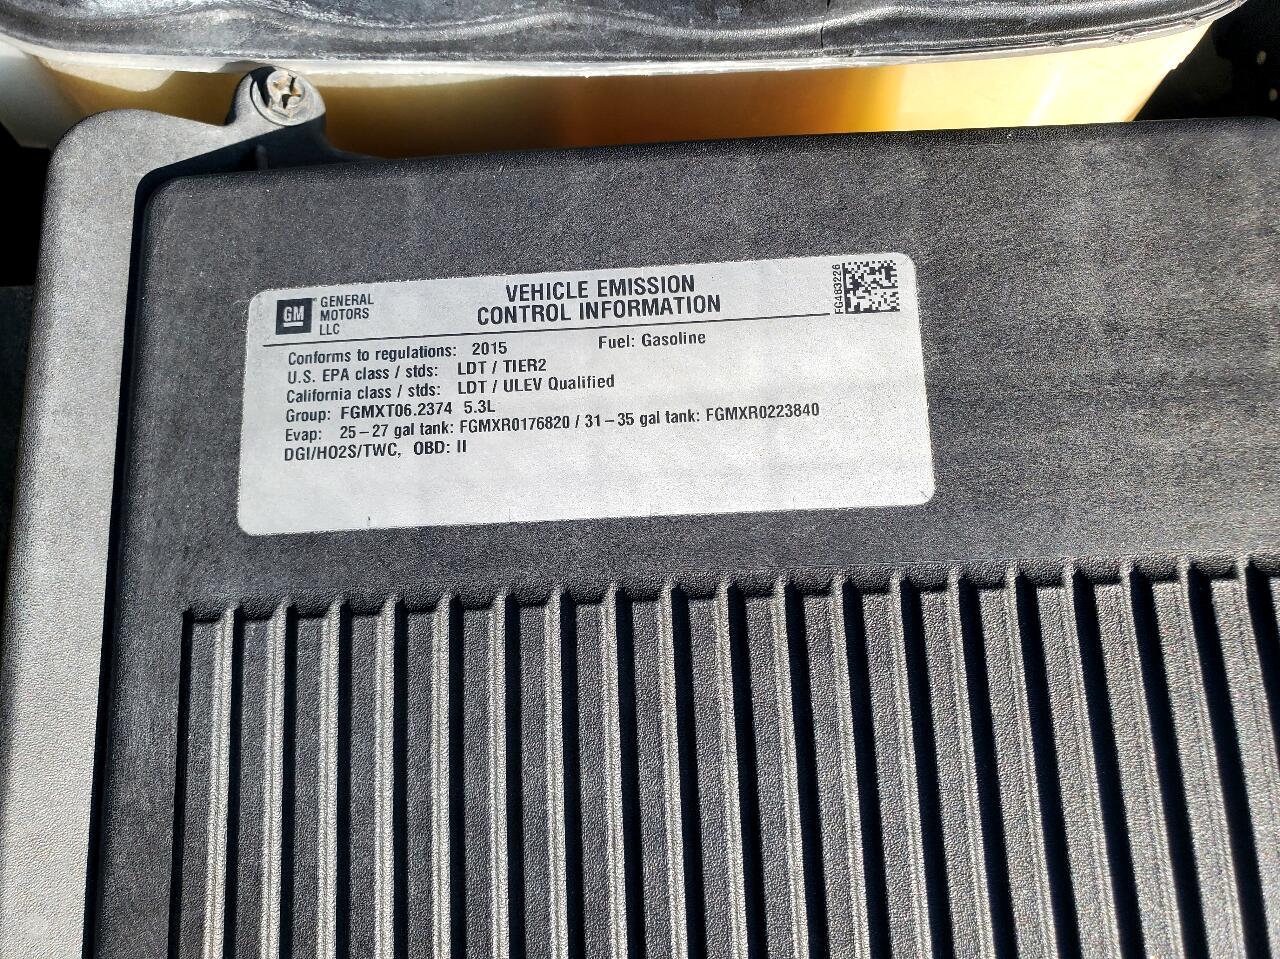 GM GENERAL MOTORS LLC
VEHICLE EMISSION
CONTROL INFORMATION
FG4B3226
Conforms to regulations: 2015 Fuel: Gasoline
U.S. EPA class / stds: LDT / TIER2
California class / stds: LDT / ULEV Qualified
Group: FGMXT06.2374 5.3L
Evap: 25-27 gal tank: FGMXR0176820 / 31-35 gal tank: FGMXR0223840
DGI/HO2S/TWC, OBD: II